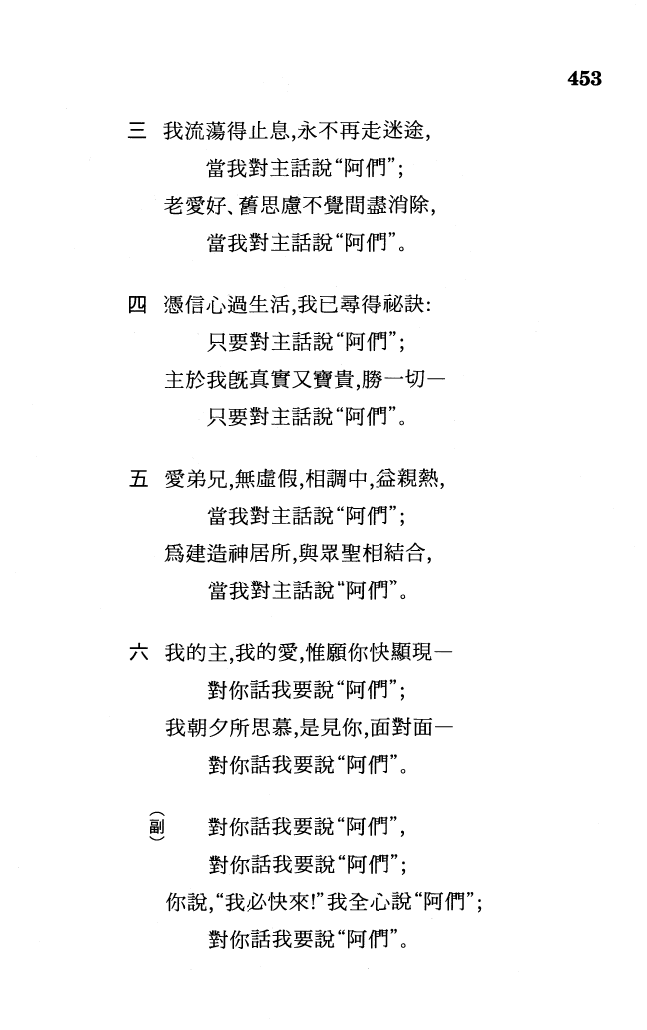 453
三 我流蕩得止息,永不再走迷途,
當我對主話說“阿們”;
老愛好、舊思慮不覺間盡消除,
當我對主話說“阿們”。
四 憑信心過生活,我已尋得祕訣:
只要對主話說“阿們”;
主於我旣真實又寶貴,勝一切—
只要對主話說“阿們”。
五 愛弟兄,無虛假,相調中,益親熱,
當我對主話說“阿們”;
爲建造神居所,與眾聖相結合,
當我對主話說“阿們”。
六 我的主,我的愛,惟願你快顯現—
對你話我要說“阿們”;
我朝夕所思慕,是見你,面對面—
對你話我要說“阿們”。
(副) 對你話我要說“阿們”,
對你話我要說“阿們”;
你說,“我必快來!”我全心說“阿們”;
對你話我要說“阿們”。